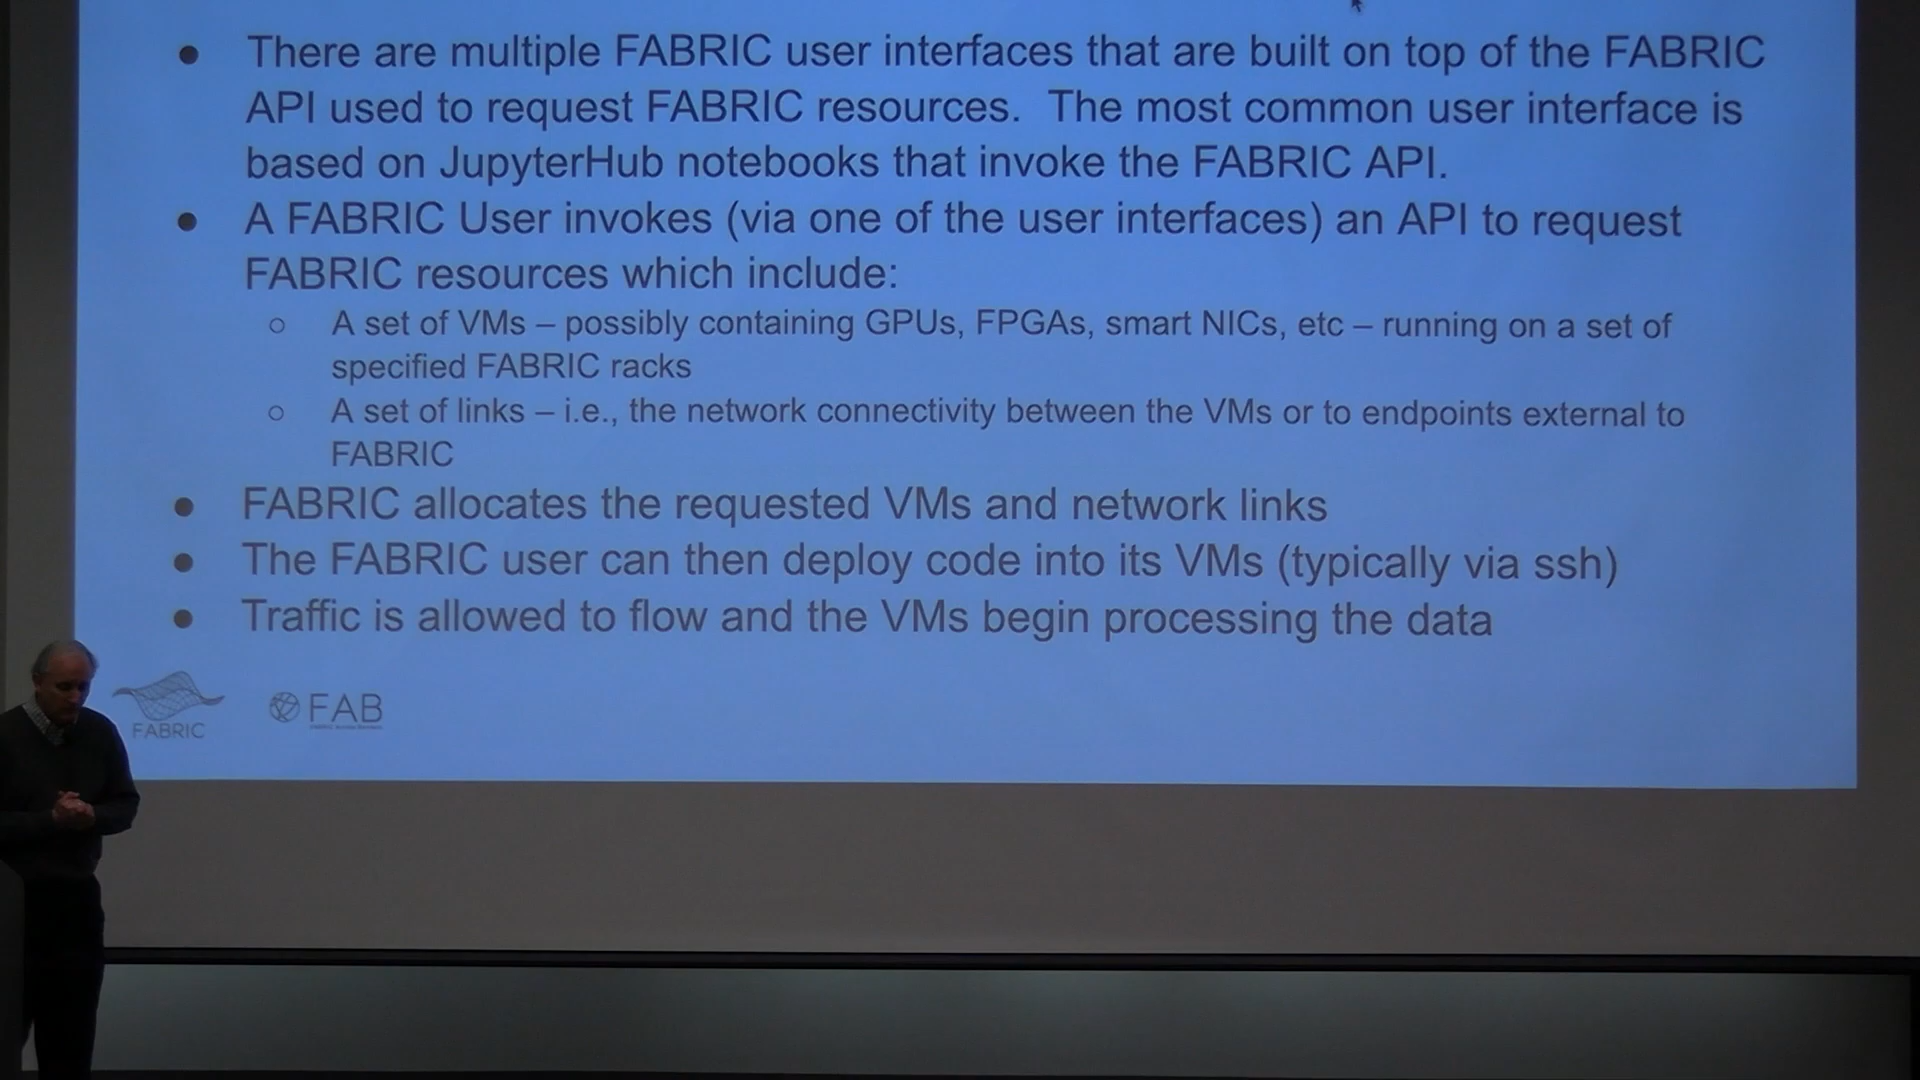 ● There are multiple FABRIC user interfaces that are built on top of the FABRIC
API used to request FABRIC resources. The most common user interface is
based on JupyterHub notebooks that invoke the FABRIC API.
● A FABRIC User invokes (via one of the user interfaces) an API to request
FABRIC resources which include:
○ A set of VMs – possibly containing GPUs, FPGAs, smart NICs, etc – running on a set of
specified FABRIC racks
○ A set of links – i.e., the network connectivity between the VMs or to endpoints external to
FABRIC
● FABRIC allocates the requested VMs and network links
● The FABRIC user can then deploy code into its VMs (typically via ssh)
● Traffic is allowed to flow and the VMs begin processing the data
FABRIC
FAB